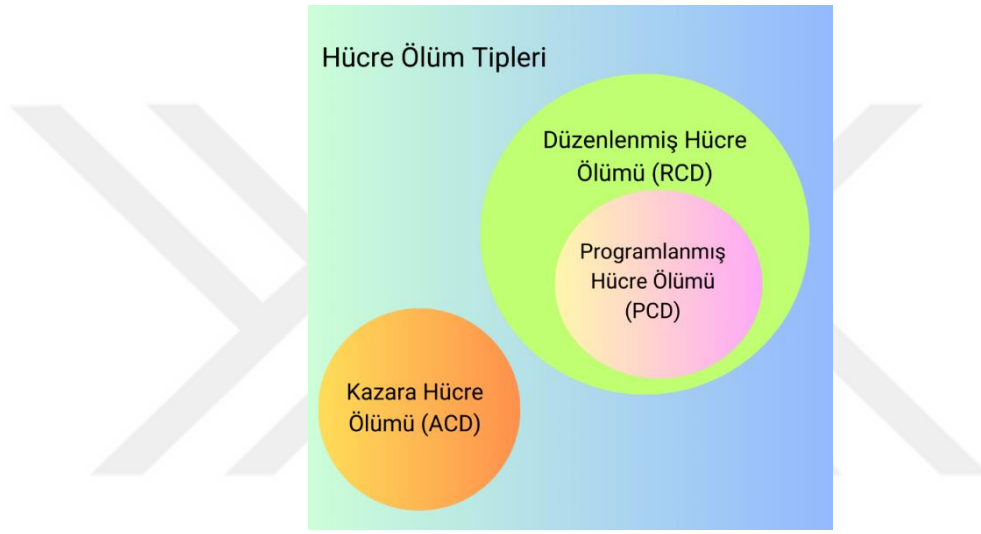 Hücre Ölüm Tipleri
Düzenlenmiş Hücre
Ölümü (RCD)
Programlanmış
Hücre Ölümü
(PCD)
Kazara Hücre
Ölümü (ACD)